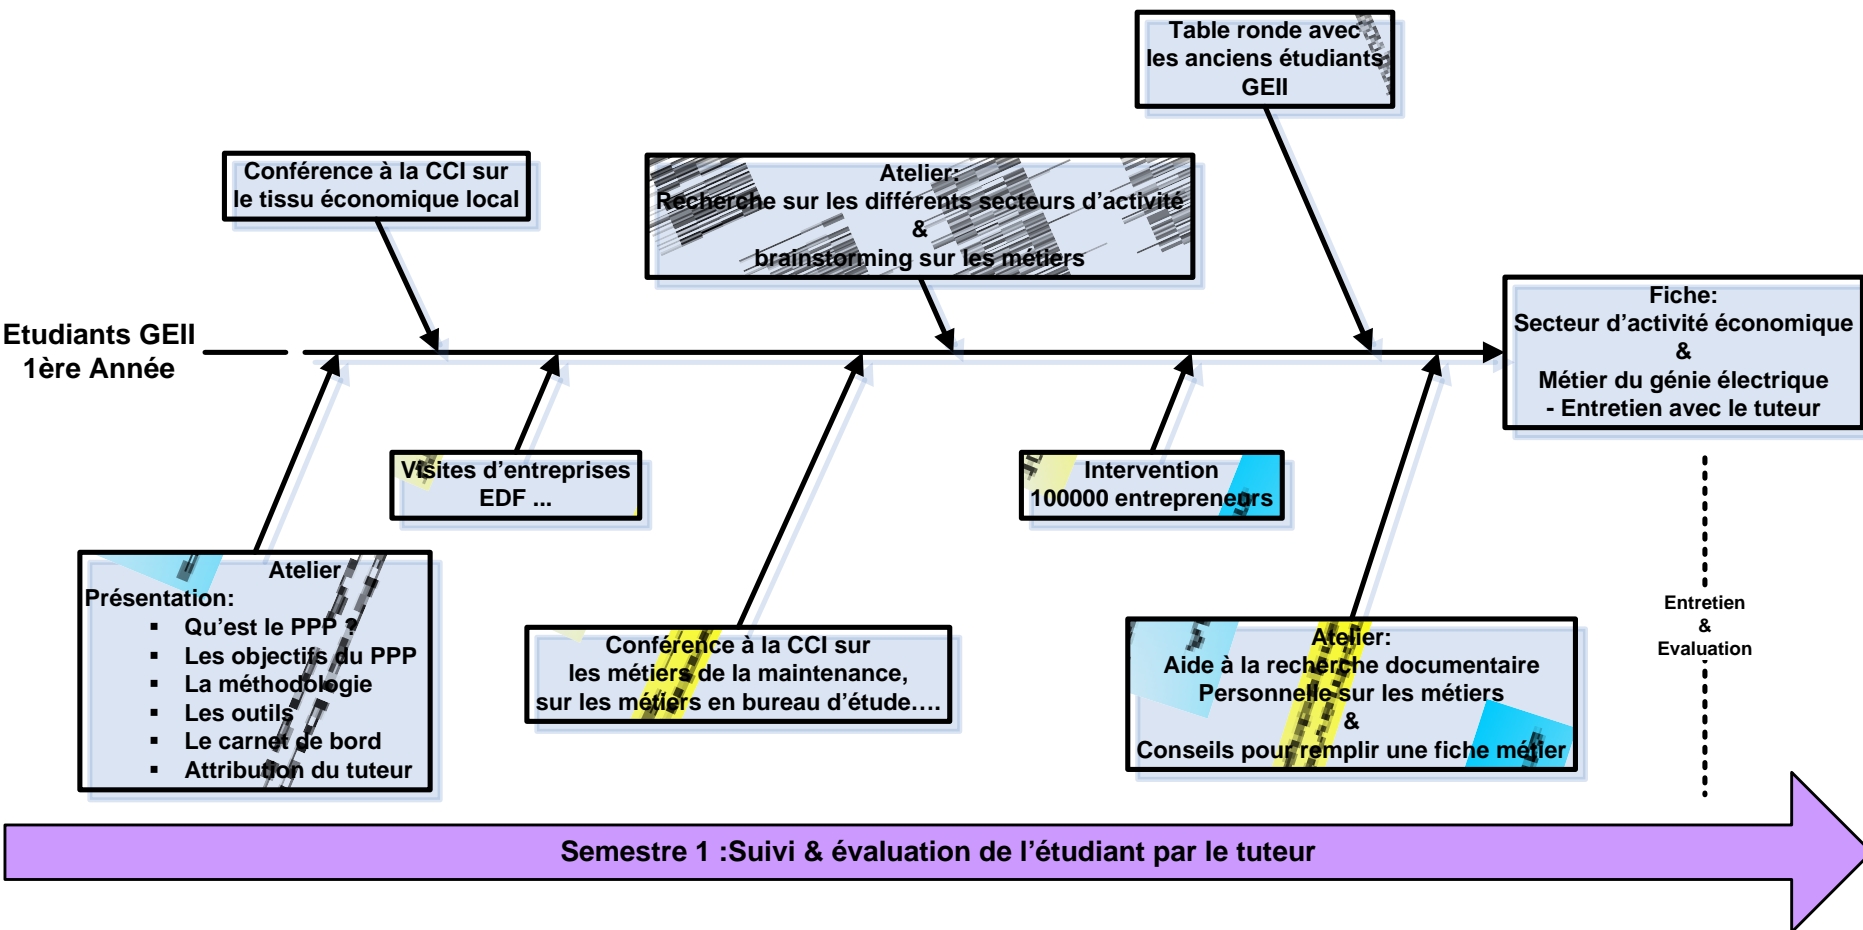 Table ronde avec
les anciens étudiants
GEII
Conférence à la CCI sur
le tissu économique local
Atelier:
Recherche sur les différents secteurs d'activité
&
brainstorming sur les métiers
Etudiants GEII
1ère Année
Fiche:
Secteur d'activité économique
&
Métier du génie électrique
- Entretien avec le tuteur
Visites d'entreprises
EDF ...
Intervention
100000 entrepreneurs
Atelier
Présentation:
▪ Qu'est le PPP ?
▪ Les objectifs du PPP
▪ La méthodologie
▪ Les outils
▪ Le carnet de bord
▪ Attribution du tuteur
Conférence à la CCI sur
les métiers de la maintenance,
sur les métiers en bureau d'étude….
Atelier:
Aide à la recherche documentaire
Personnelle sur les métiers
&
Conseils pour remplir une fiche métier
Entretien
&
Evaluation
Semestre 1 :Suivi & évaluation de l'étudiant par le tuteur